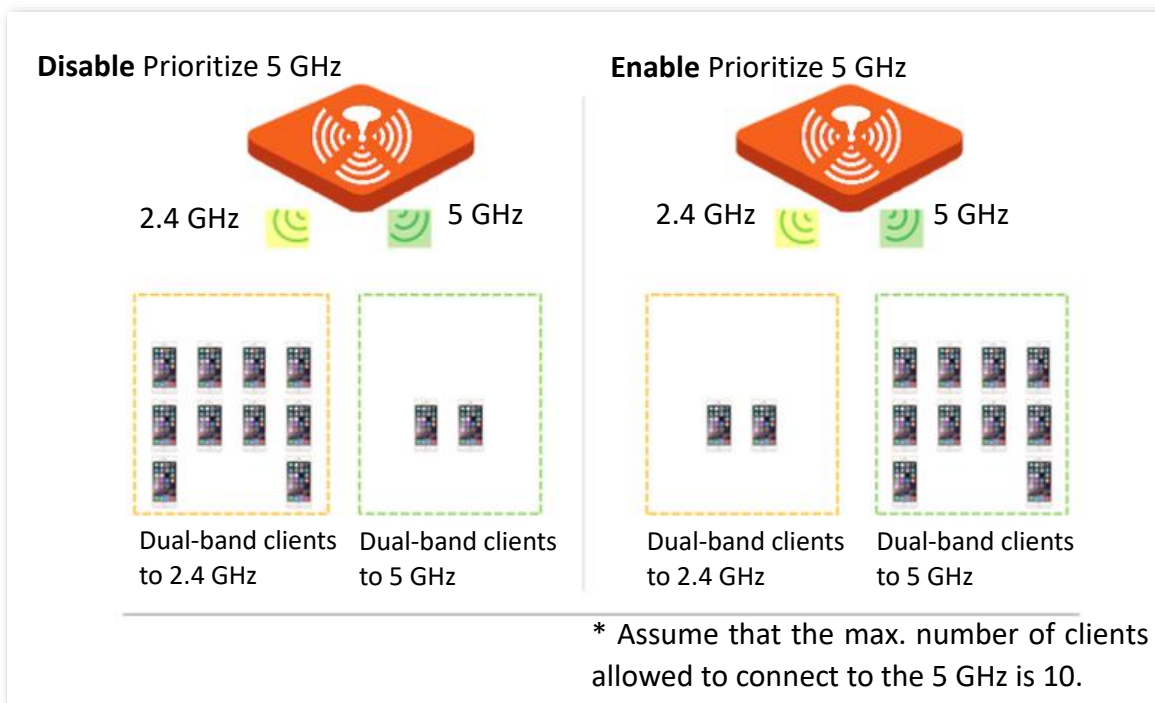 Disable Prioritize 5 GHz
2.4 GHz
5 GHz
Dual-band clients
to 2.4 GHz
Dual-band clients
to 5 GHz
Enable Prioritize 5 GHz
2.4 GHz
5 GHz
Dual-band clients
to 2.4 GHz
Dual-band clients
to 5 GHz
* Assume that the max. number of clients
allowed to connect to the 5 GHz is 10.